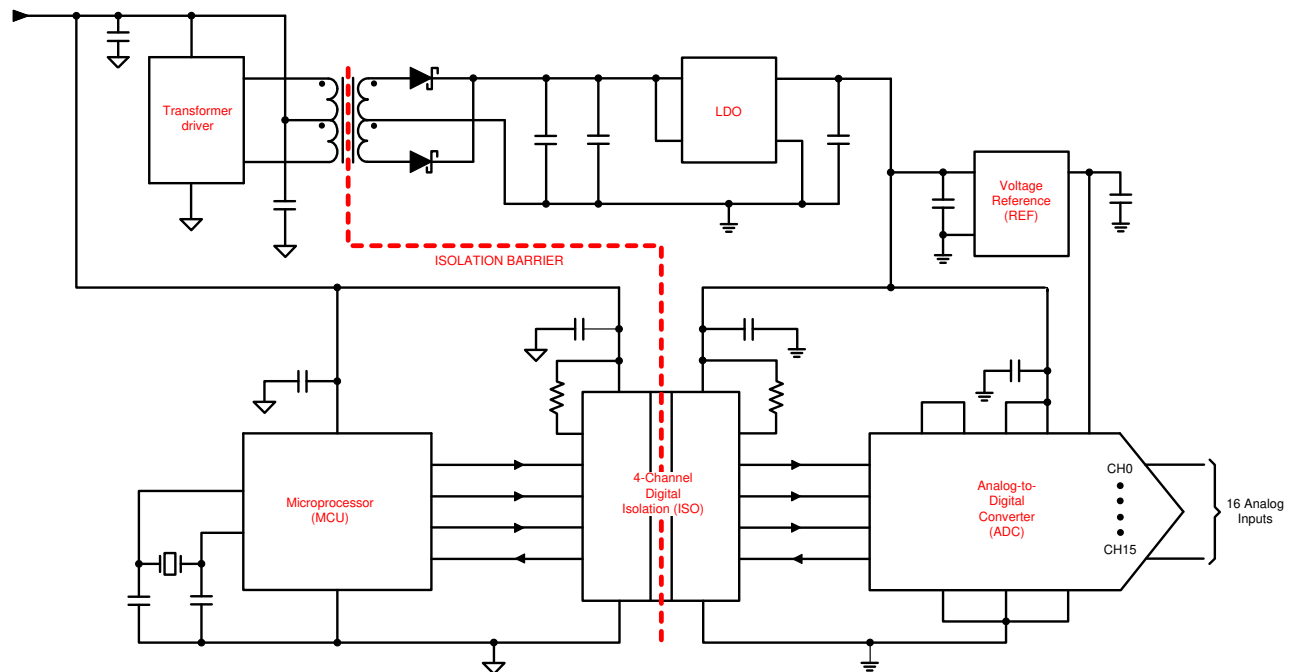 Transformer
driver
LDO
Voltage
Reference
(REF)
ISOLATION BARRIER
Microprocessor
(MCU)
4-Channel
Digital
Isolation (ISO)
Analog-to-
Digital
Converter
(ADC)
CH0
CH15
16 Analog
Inputs